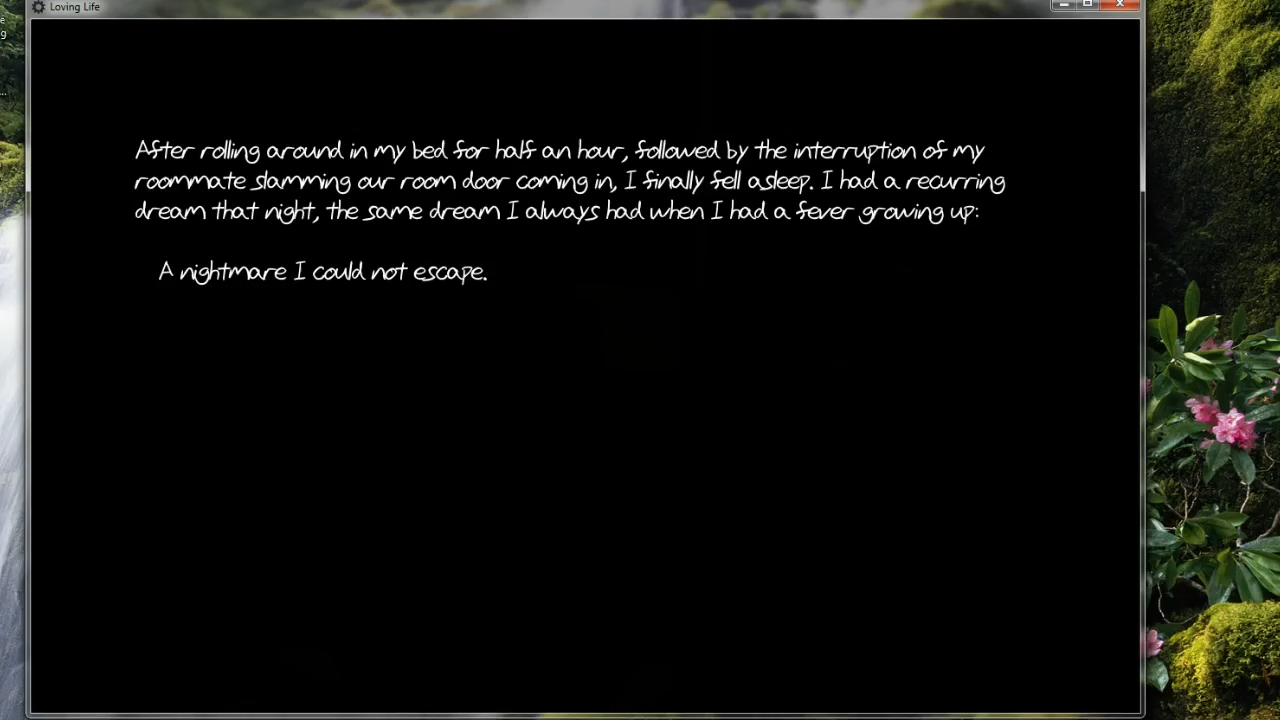 Loving Life
e
g
...
After rolling around in my bed for half an hour, followed by the interruption of my
roommate slamming our room door coming in, I finally fell asleep. I had a recurring
dream that night, the same dream I always had when I had a fever growing up:
A nightmare I could not escape.